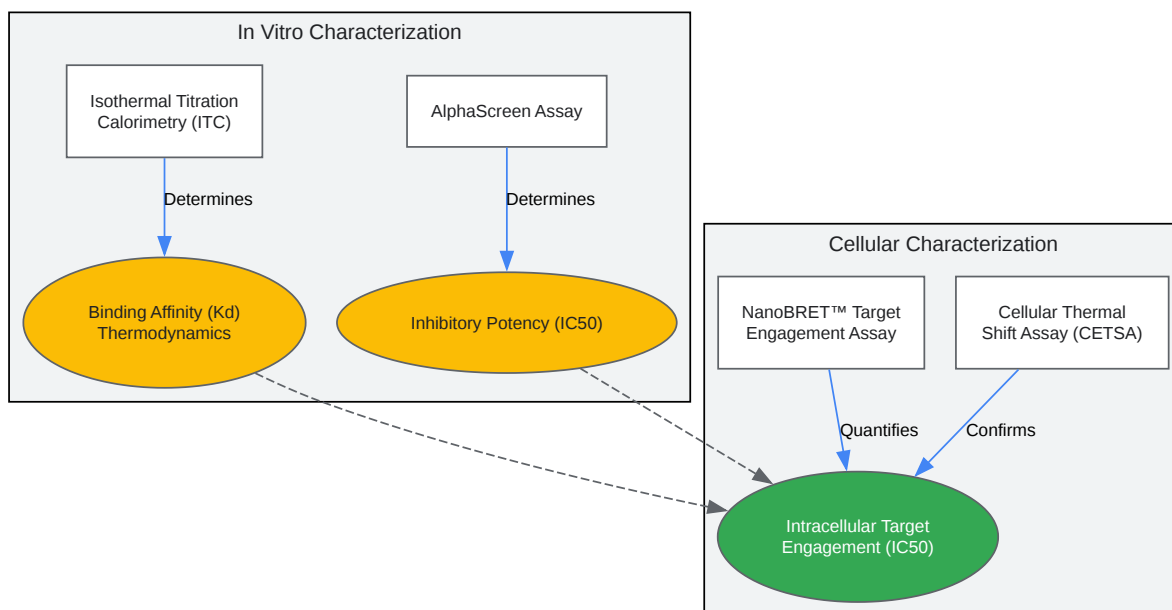 In Vitro Characterization
Isothermal Titration
Calorimetry (ITC)
AlphaScreen Assay
Determines
Determines
Binding Affinity (Kd)
Thermodynamics
Inhibitory Potency (IC50)
Cellular Characterization
NanoBRET™ Target
Engagement Assay
Cellular Thermal
Shift Assay (CETSA)
Quantifies
Confirms
Intracellular Target
Engagement (IC50)